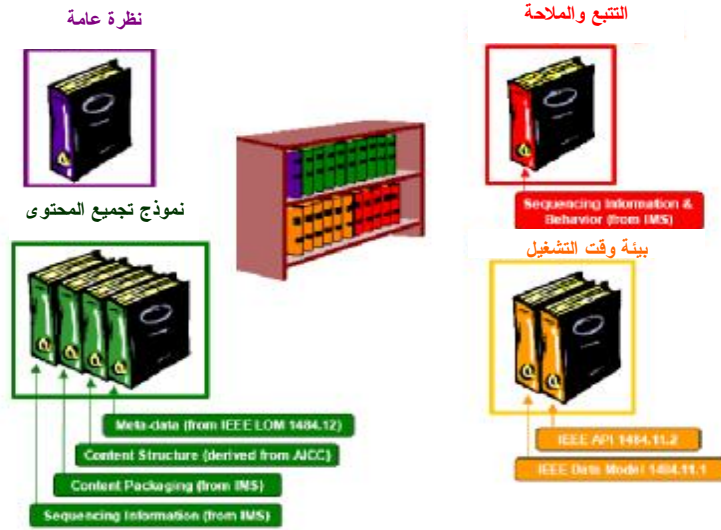 نظرة عامة
التتبع والملاحة
Sequencing Information &
Behavior (from IMS)
نموذج تجميع المحتوى
بيئة وقت التشغيل
Meta-data (from IEEE LOM 1484.12)
Content Structure (derived from AICC)
Content Packaging (from IMS)
Sequencing Information (from IMS)
IEEE API 1484.11.2
IEEE Data Model 1484.11.1